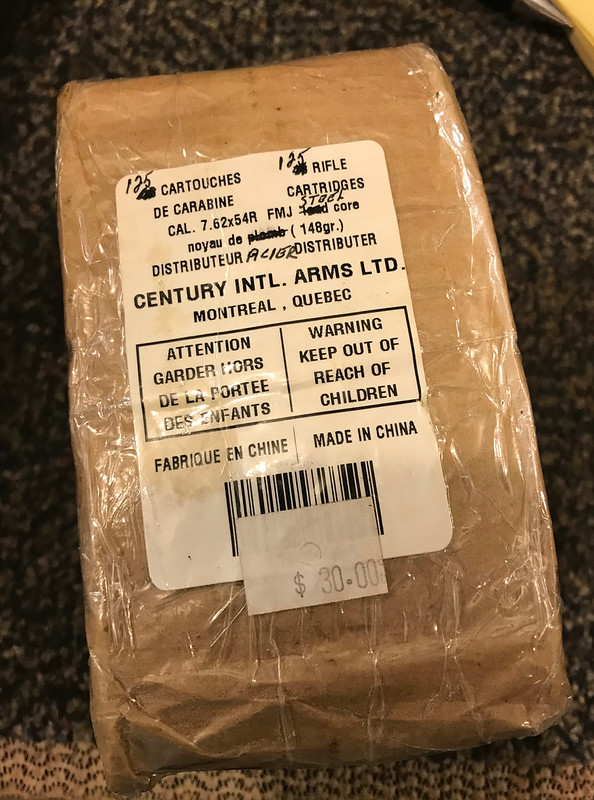 125 CARTOUCHES
DE CARABINE
125 RIFLE
CARTRIDGES
CAL. 7.62x54R FMJ STEEL lead core
noyau de plomb (148gr.)
DISTRIBUTEUR ACIER DISTRIBUTER
CENTURY INTL. ARMS LTD.
MONTREAL , QUEBEC
ATTENTION
GARDER HORS
DE LA PORTEE
DES ENFANTS
WARNING
KEEP OUT OF
REACH OF
CHILDREN
FABRIQUE EN CHINE
MADE IN CHINA
$ 30.00